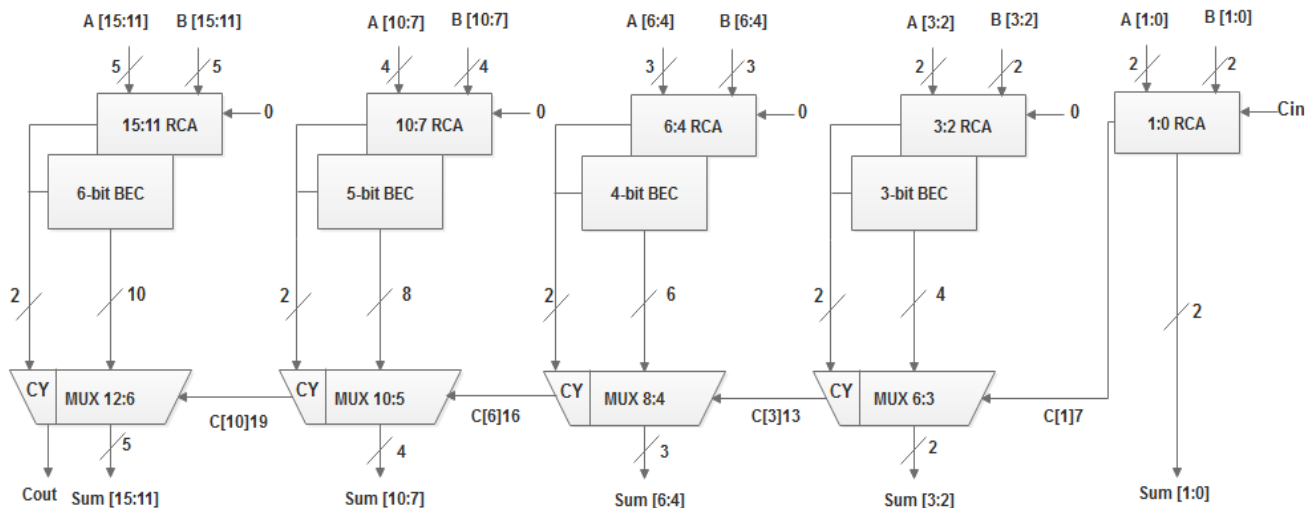 A [15:11] B [15:11] A [10:7] B [10:7] A [6:4] B [6:4] A [3:2] B [3:2] A [1:0] B [1:0]
5 5 4 4 3 3 2 2 2 2
15:11 RCA 0 10:7 RCA 0 6:4 RCA 0 3:2 RCA 0 1:0 RCA Cin
6-bit BEC 5-bit BEC 4-bit BEC 3-bit BEC
2 10 2 8 2 6 2 4 2
CY MUX 12:6 CY MUX 10:5 CY MUX 8:4 CY MUX 6:3
C[10]19 C[6]16 C[3]13 C[1]7
5 4 3 2
Cout Sum [15:11] Sum [10:7] Sum [6:4] Sum [3:2] Sum [1:0]